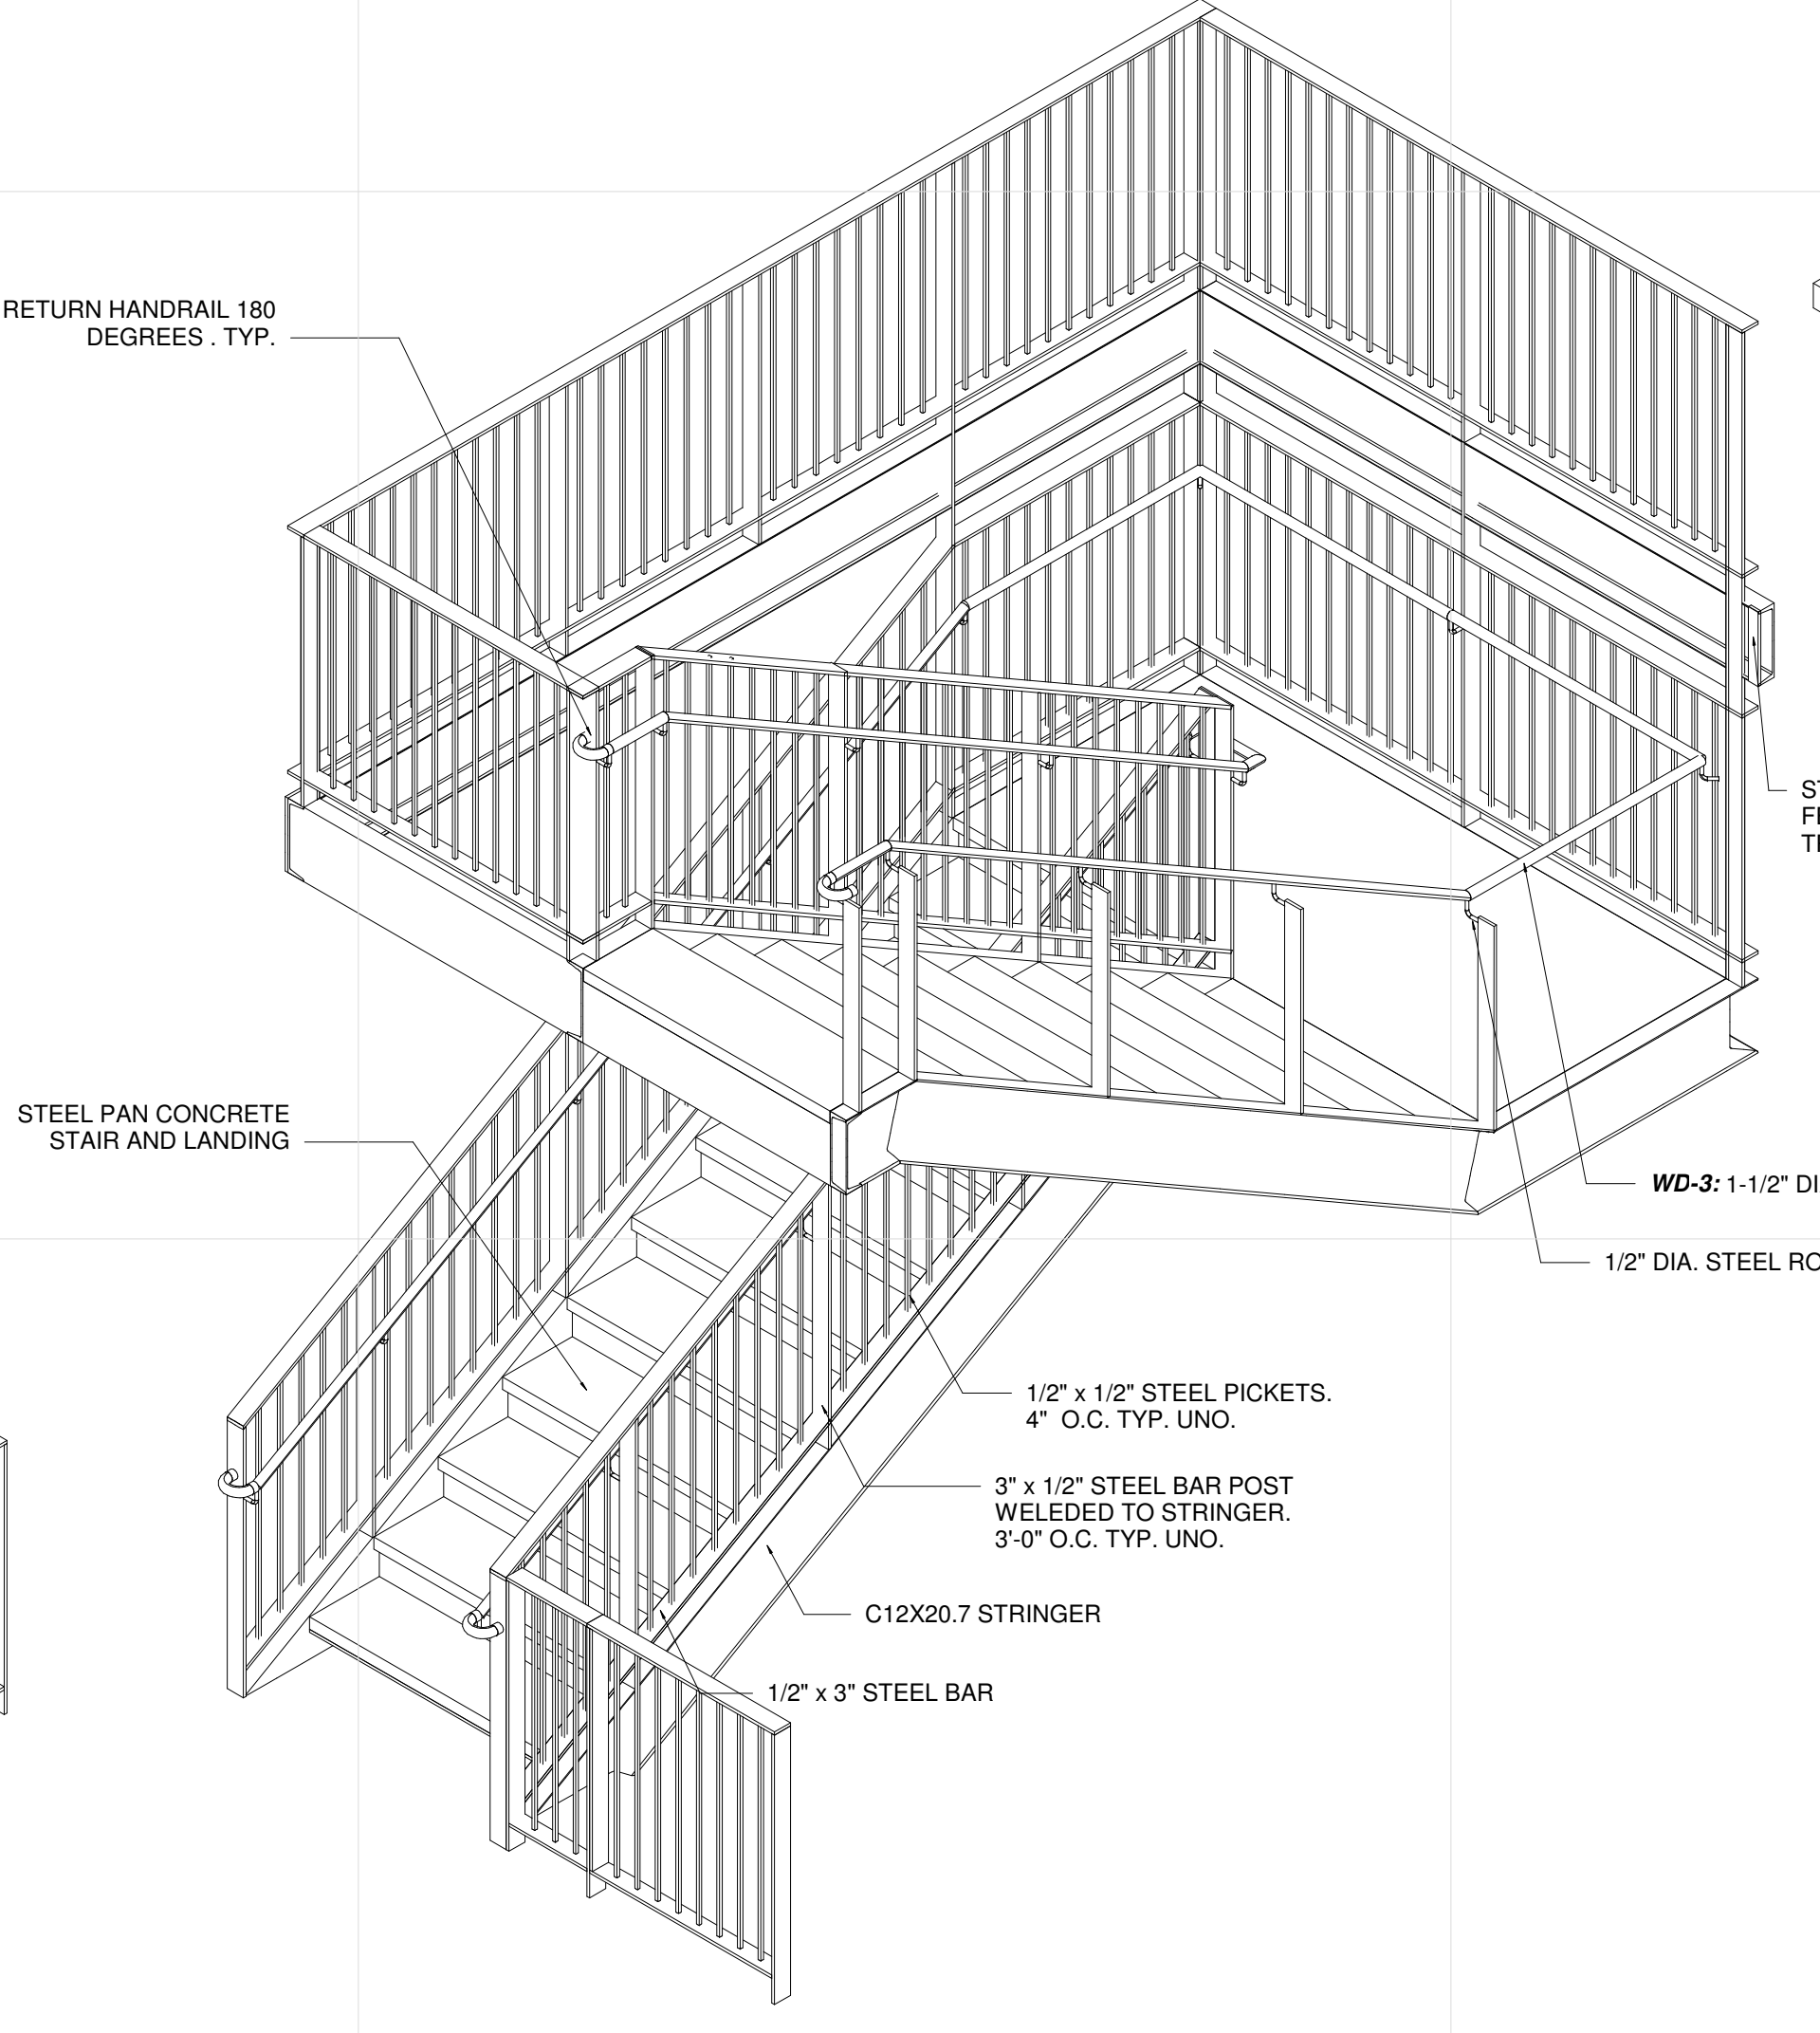 RETURN HANDRAIL 180
DEGREES . TYP.
STEEL PAN CONCRETE
STAIR AND LANDING
WD-3: 1-1/2" DI
1/2" DIA. STEEL RO
1/2" x 1/2" STEEL PICKETS.
4" O.C. TYP. UNO.
3" x 1/2" STEEL BAR POST
WELEDED TO STRINGER.
3'-0" O.C. TYP. UNO.
C12X20.7 STRINGER
1/2" x 3" STEEL BAR